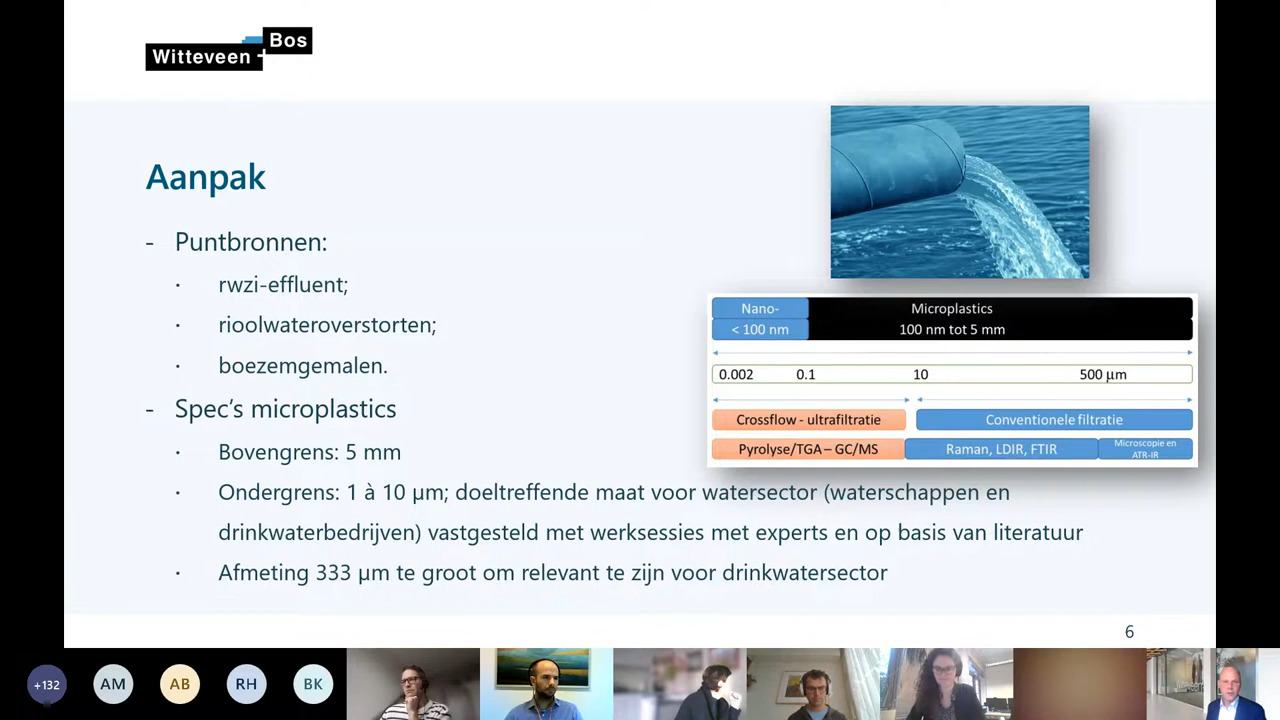 Witteveen + Bos
Aanpak
- Puntbronnen:
· rwzi-effluent;
· rioolwateroverstorten;
· boezemgemalen.
- Spec's microplastics
· Bovengrens: 5 mm
· Ondergrens: 1 à 10 µm; doeltreffende maat voor watersector (waterschappen en
drinkwaterbedrijven) vastgesteld met werksessies met experts en op basis van literatuur
· Afmeting 333 µm te groot om relevant te zijn voor drinkwatersector
Nano- Microplastics
< 100 nm 100 nm tot 5 mm
0.002 0.1 10 500 µm
Crossflow - ultrafiltratie Conventionele filtratie
Pyrolyse/TGA – GC/MS Raman, LDIR, FTIR Microscopie en
ATR-IR
6
+132 AM AB RH BK